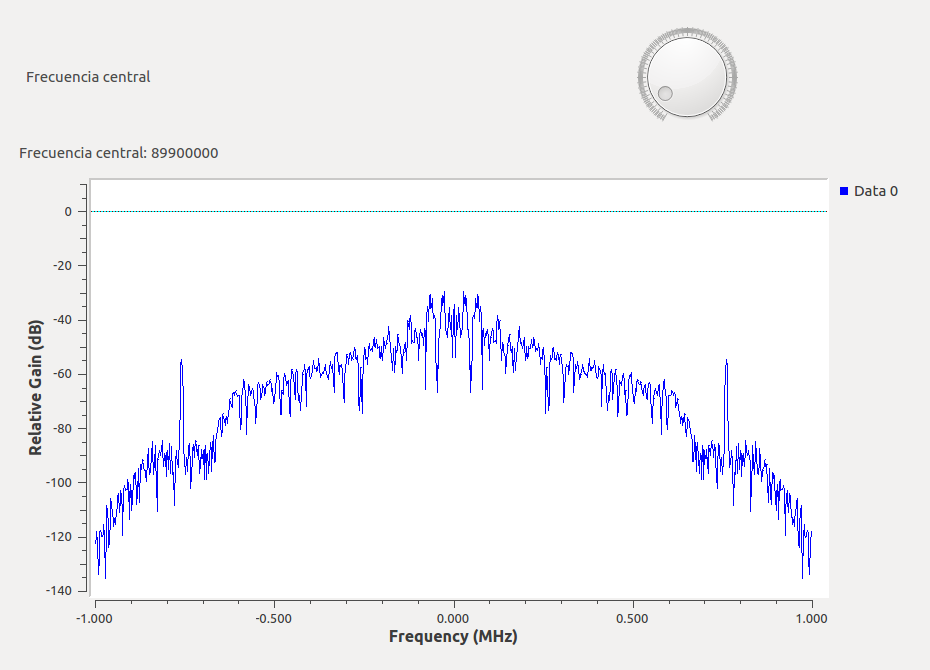 Frecuencia central
Frecuencia central: 89900000
Data 0
Relative Gain (dB)
0
-20
-40
-60
-80
-100
-120
-140
-1.000 -0.500 0.000 0.500 1.000
Frequency (MHz)